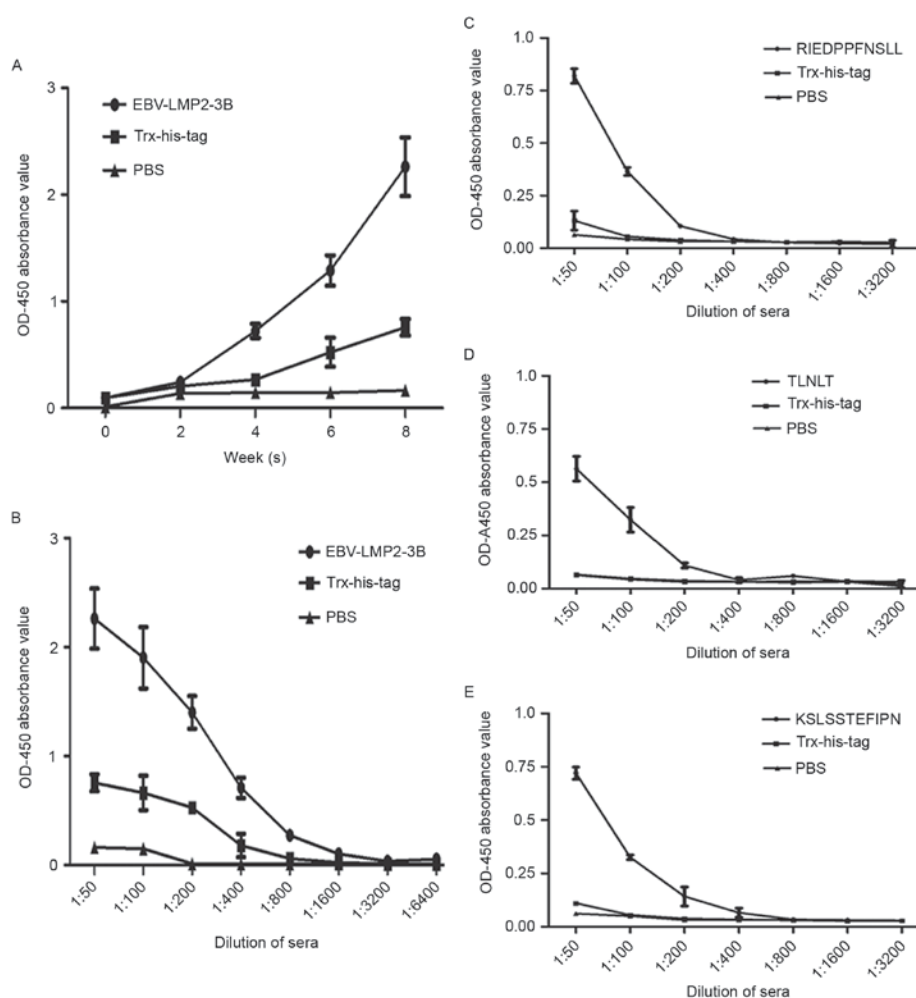 A
EBV-LMP2-3B
Trx-his-tag
PBS
OD-450 absorbance value
3
2
1
0
0 2 4 6 8
Week (s)
B
EBV-LMP2-3B
Trx-his-tag
PBS
OD-450 absorbance value
3
2
1
0
1:50 1:100 1:200 1:400 1:800 1:1600 1:3200 1:6400
Dilution of sera
C
RIEDPPFNSLL
Trx-his-tag
PBS
OD-450 absorbance value
1.0
0.75
0.5
0.25
0.00
1:50 1:100 1:200 1:400 1:800 1:1600 1:3200
Dilution of sera
D
TLNLT
Trx-his-tag
PBS
OD-A450 absorbance value
1.0
0.75
0.5
0.25
0.00
1:50 1:100 1:200 1:400 1:800 1:1600 1:3200
Dilution of sera
E
KSLSSTEFIPN
Trx-his-tag
PBS
OD-450 absorbance value
1.0
0.75
0.5
0.25
0.00
1:50 1:100 1:200 1:400 1:800 1:1600 1:3200
Dilution of sera